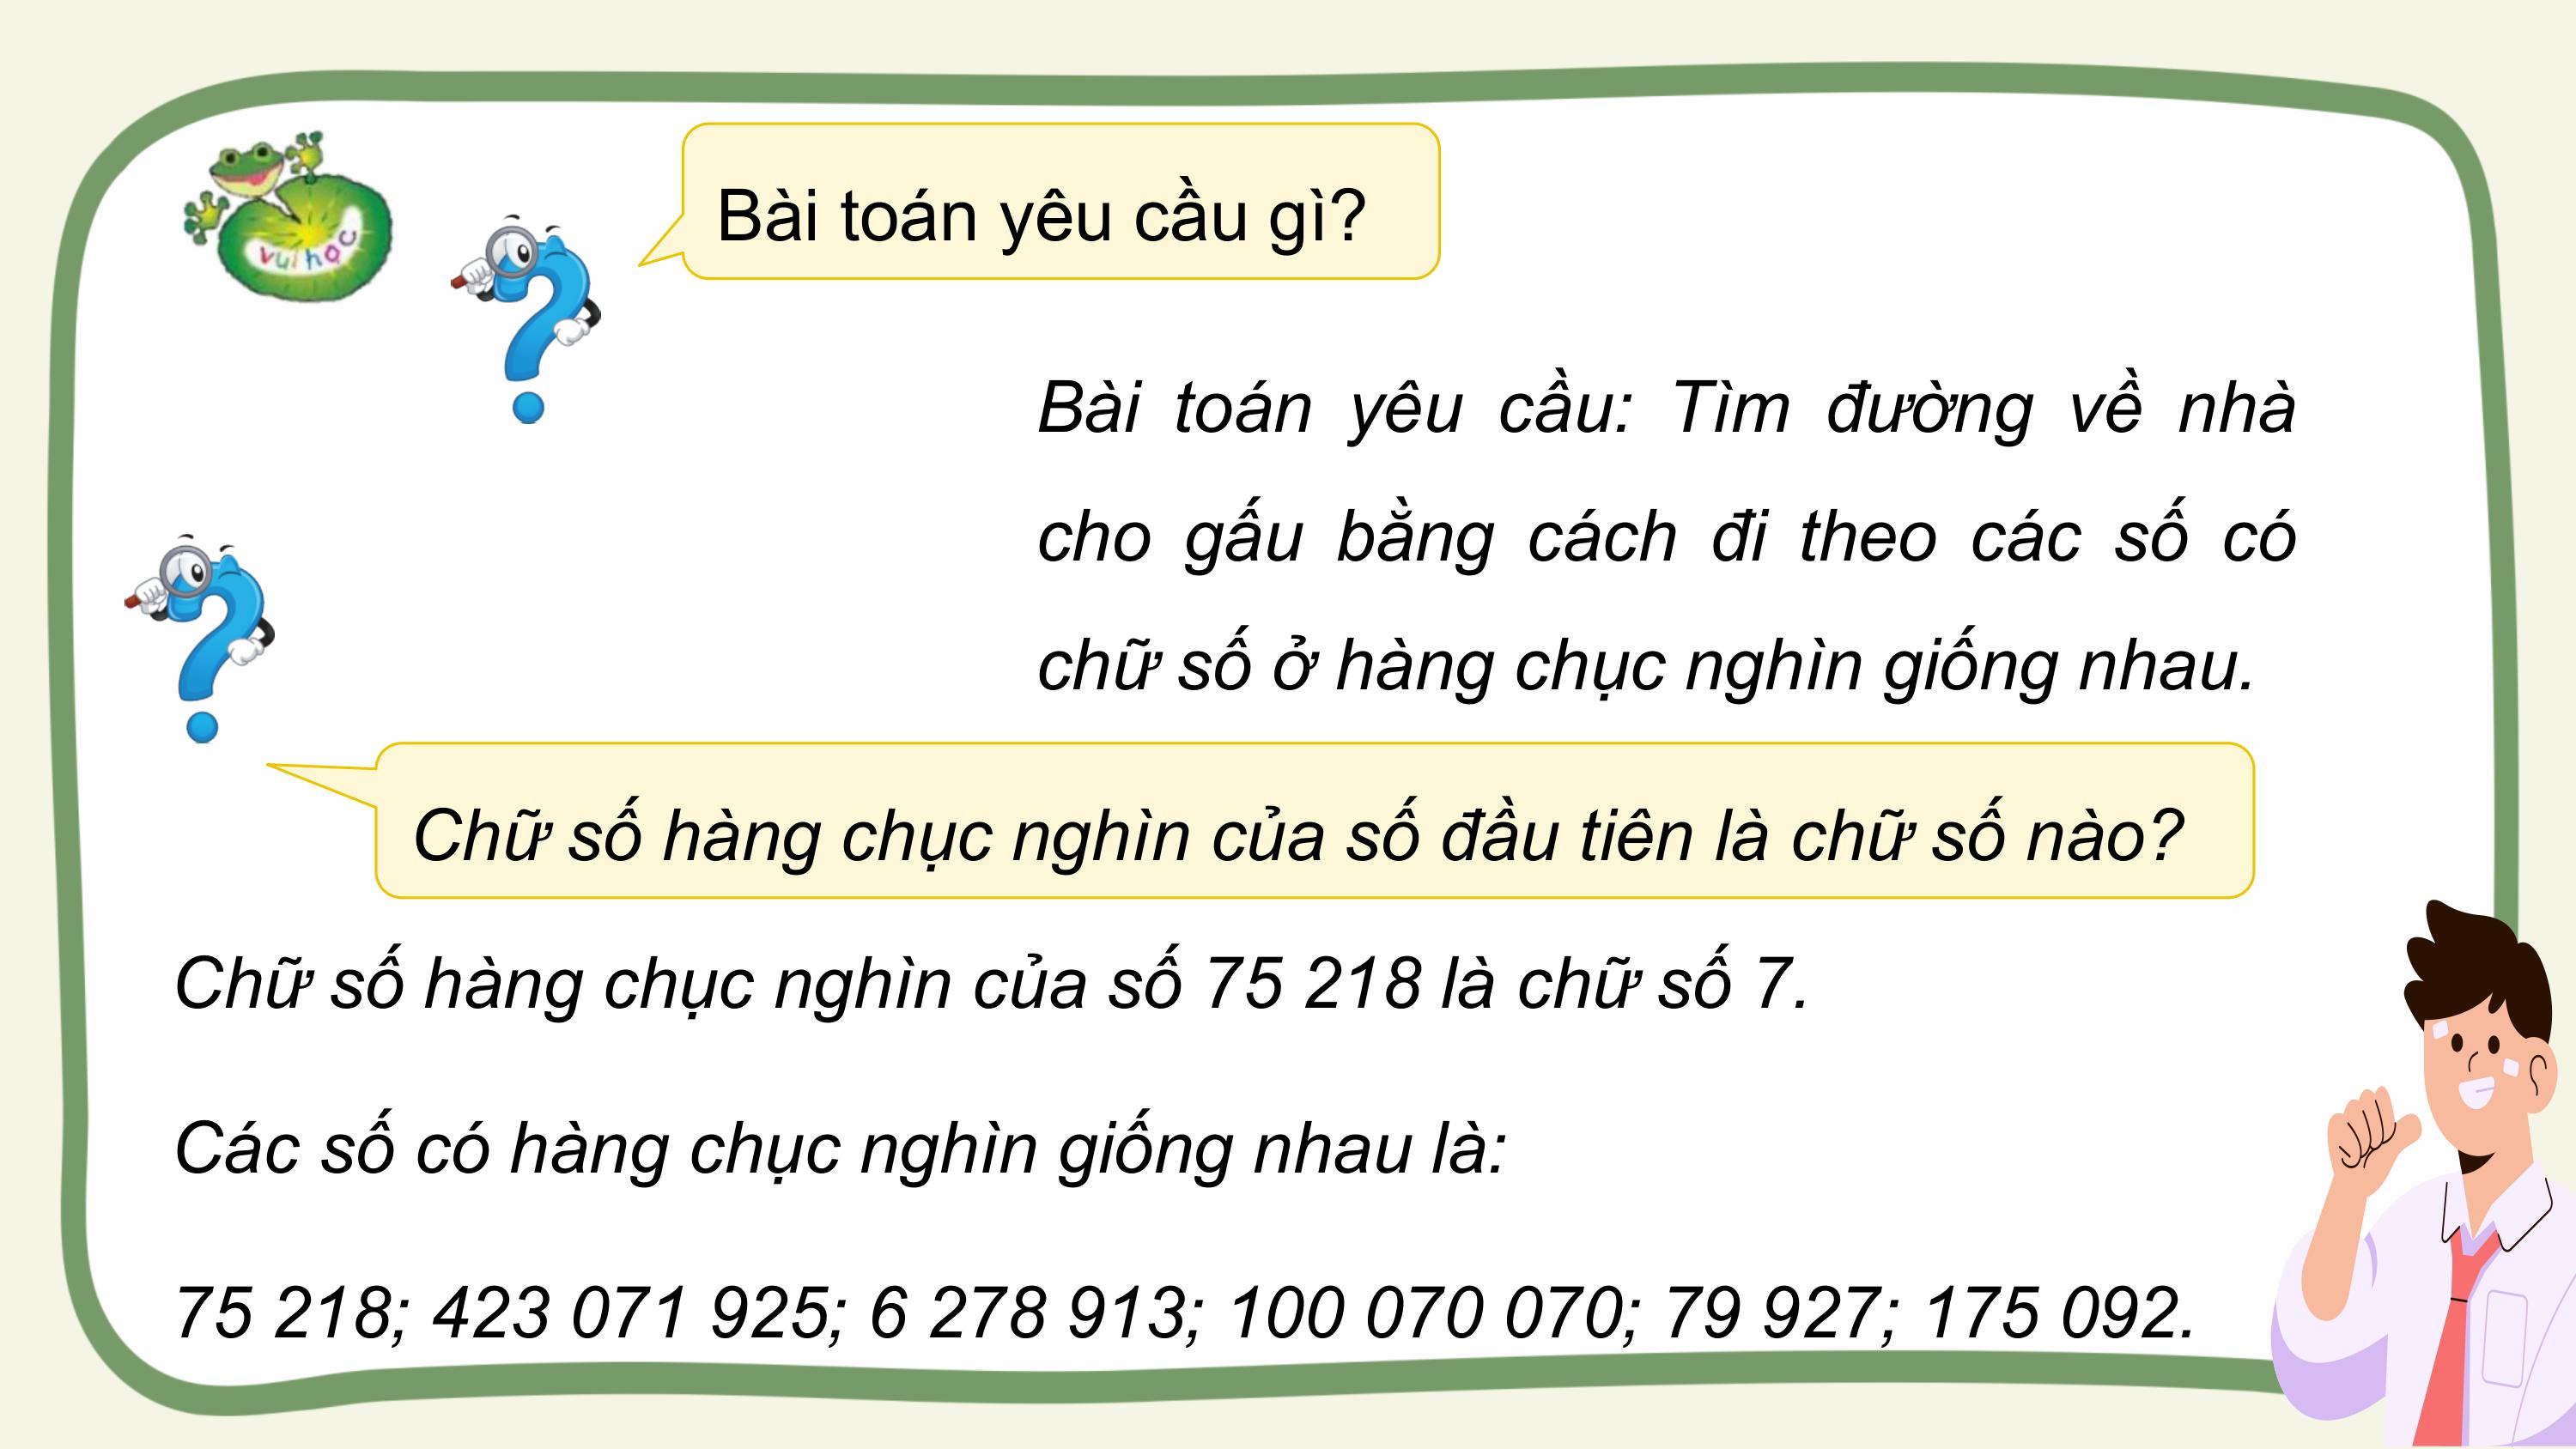 vui học
Bài toán yêu cầu gì?
Bài toán yêu cầu: Tìm đường về nhà
cho gấu bằng cách đi theo các số có
chữ số ở hàng chục nghìn giống nhau.
Chữ số hàng chục nghìn của số đầu tiên là chữ số nào?
Chữ số hàng chục nghìn của số 75 218 là chữ số 7.
Các số có hàng chục nghìn giống nhau là:
75 218; 423 071 925; 6 278 913; 100 070 070; 79 927; 175 092.